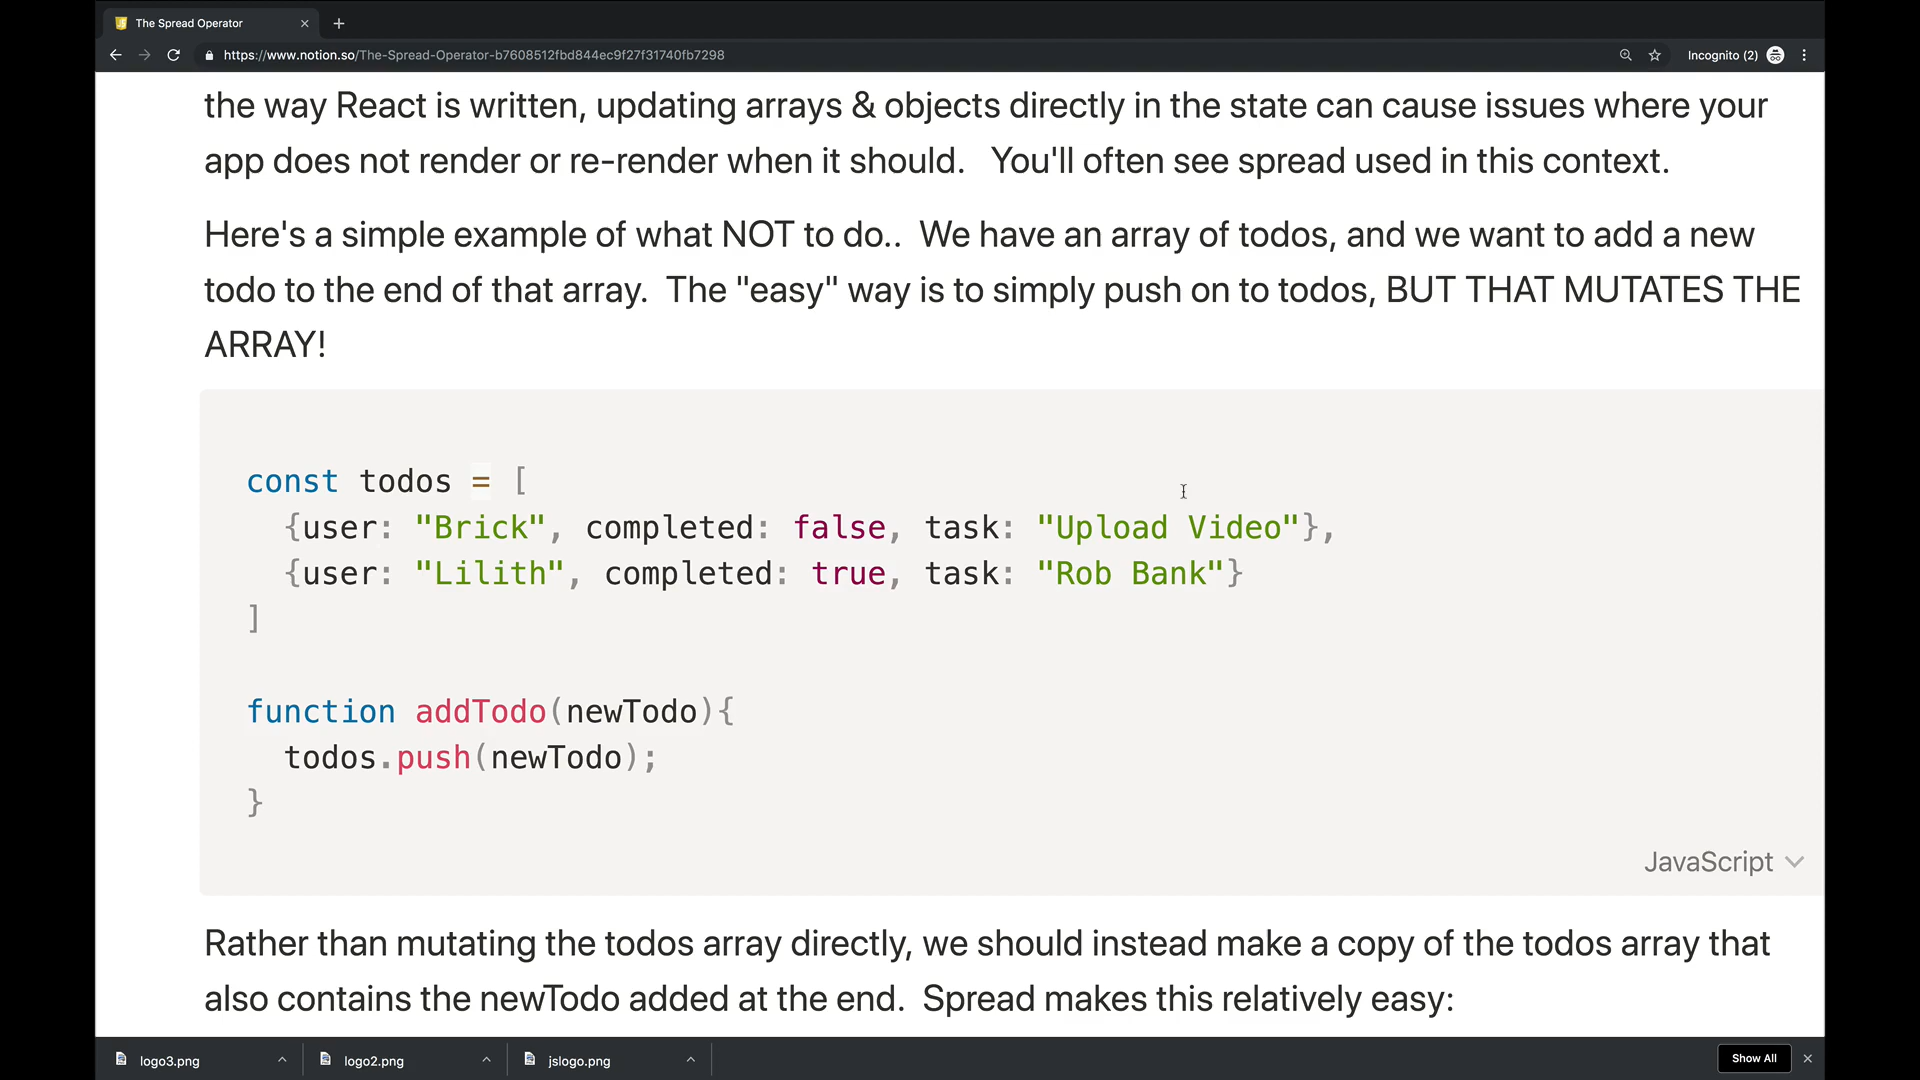 The Spread Operator
https://www.notion.so/The-Spread-Operator-b7608512fbd844ec9f27f31740fb7298
Incognito (2)
the way React is written, updating arrays & objects directly in the state can cause issues where your
app does not render or re-render when it should.   You'll often see spread used in this context.
Here's a simple example of what NOT to do..  We have an array of todos, and we want to add a new
todo to the end of that array.  The "easy" way is to simply push on to todos, BUT THAT MUTATES THE
ARRAY!
const todos = [
  {user: "Brick", completed: false, task: "Upload Video"},
  {user: "Lilith", completed: true, task: "Rob Bank"}
]
function addTodo(newTodo){
  todos.push(newTodo);
}
JavaScript
Rather than mutating the todos array directly, we should instead make a copy of the todos array that
also contains the newTodo added at the end.  Spread makes this relatively easy:
logo3.png
logo2.png
jslogo.png
Show All